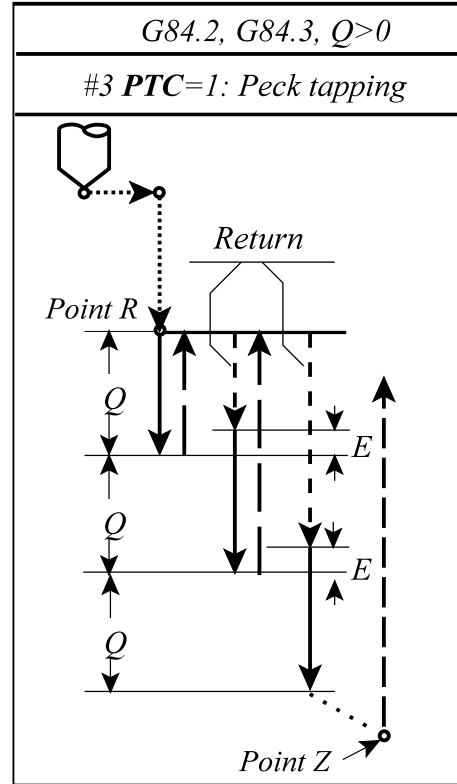 G84.2, G84.3, Q>0
#3 PTC=1: Peck tapping
Return
Point R
Q
E
Q
E
Q
Point Z